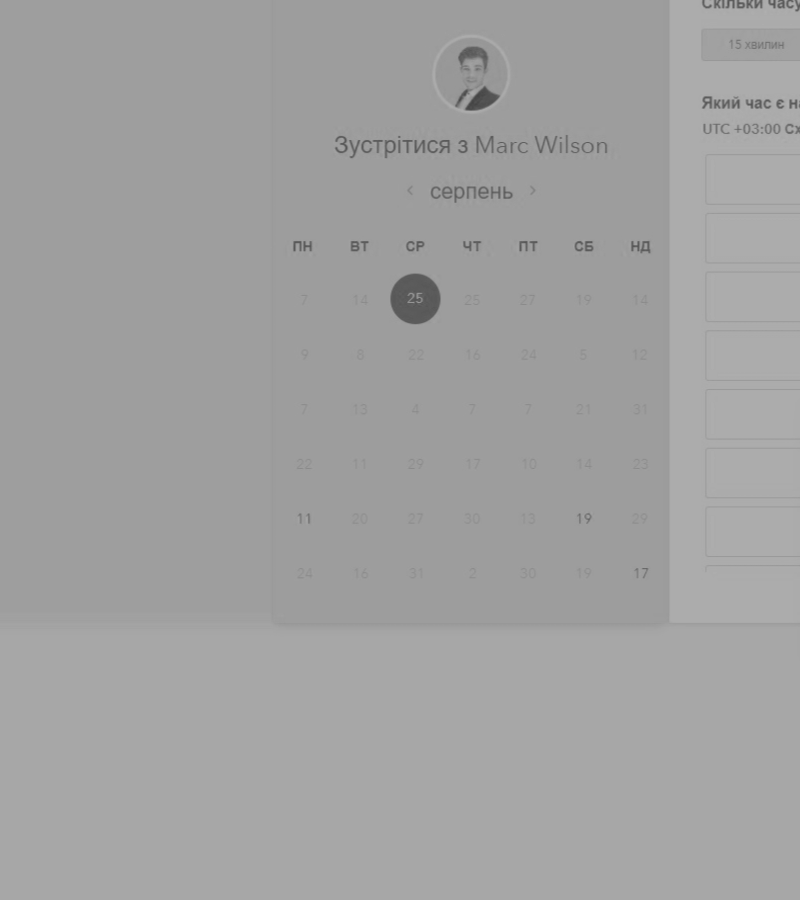 Зустрітися з Marc Wilson
серпень
ПН ВТ СР ЧТ ПТ СБ НД
7 14 25 25 27 19 14
9 8 22 16 24 5 12
7 13 4 7 7 21 31
22 11 29 17 10 14 23
11 20 27 30 13 19 29
24 16 31 2 30 19 17
Скільки часу
15 хвилин
Який час є
UTC +03:00